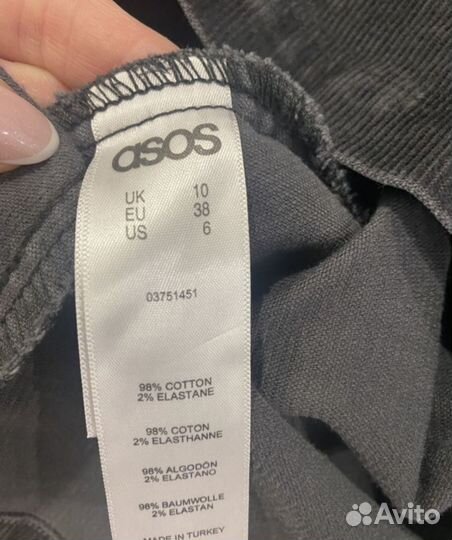 asos
UK 10
EU 38
US 6
03751451
98% COTTON
2% ELASTANE
98% COTON
2% ELASTHANNE
98% ALGODÓN
2% ELASTANO
98% BAUMWOLLE
2% ELASTAN
MADE IN TURKEY
Avito